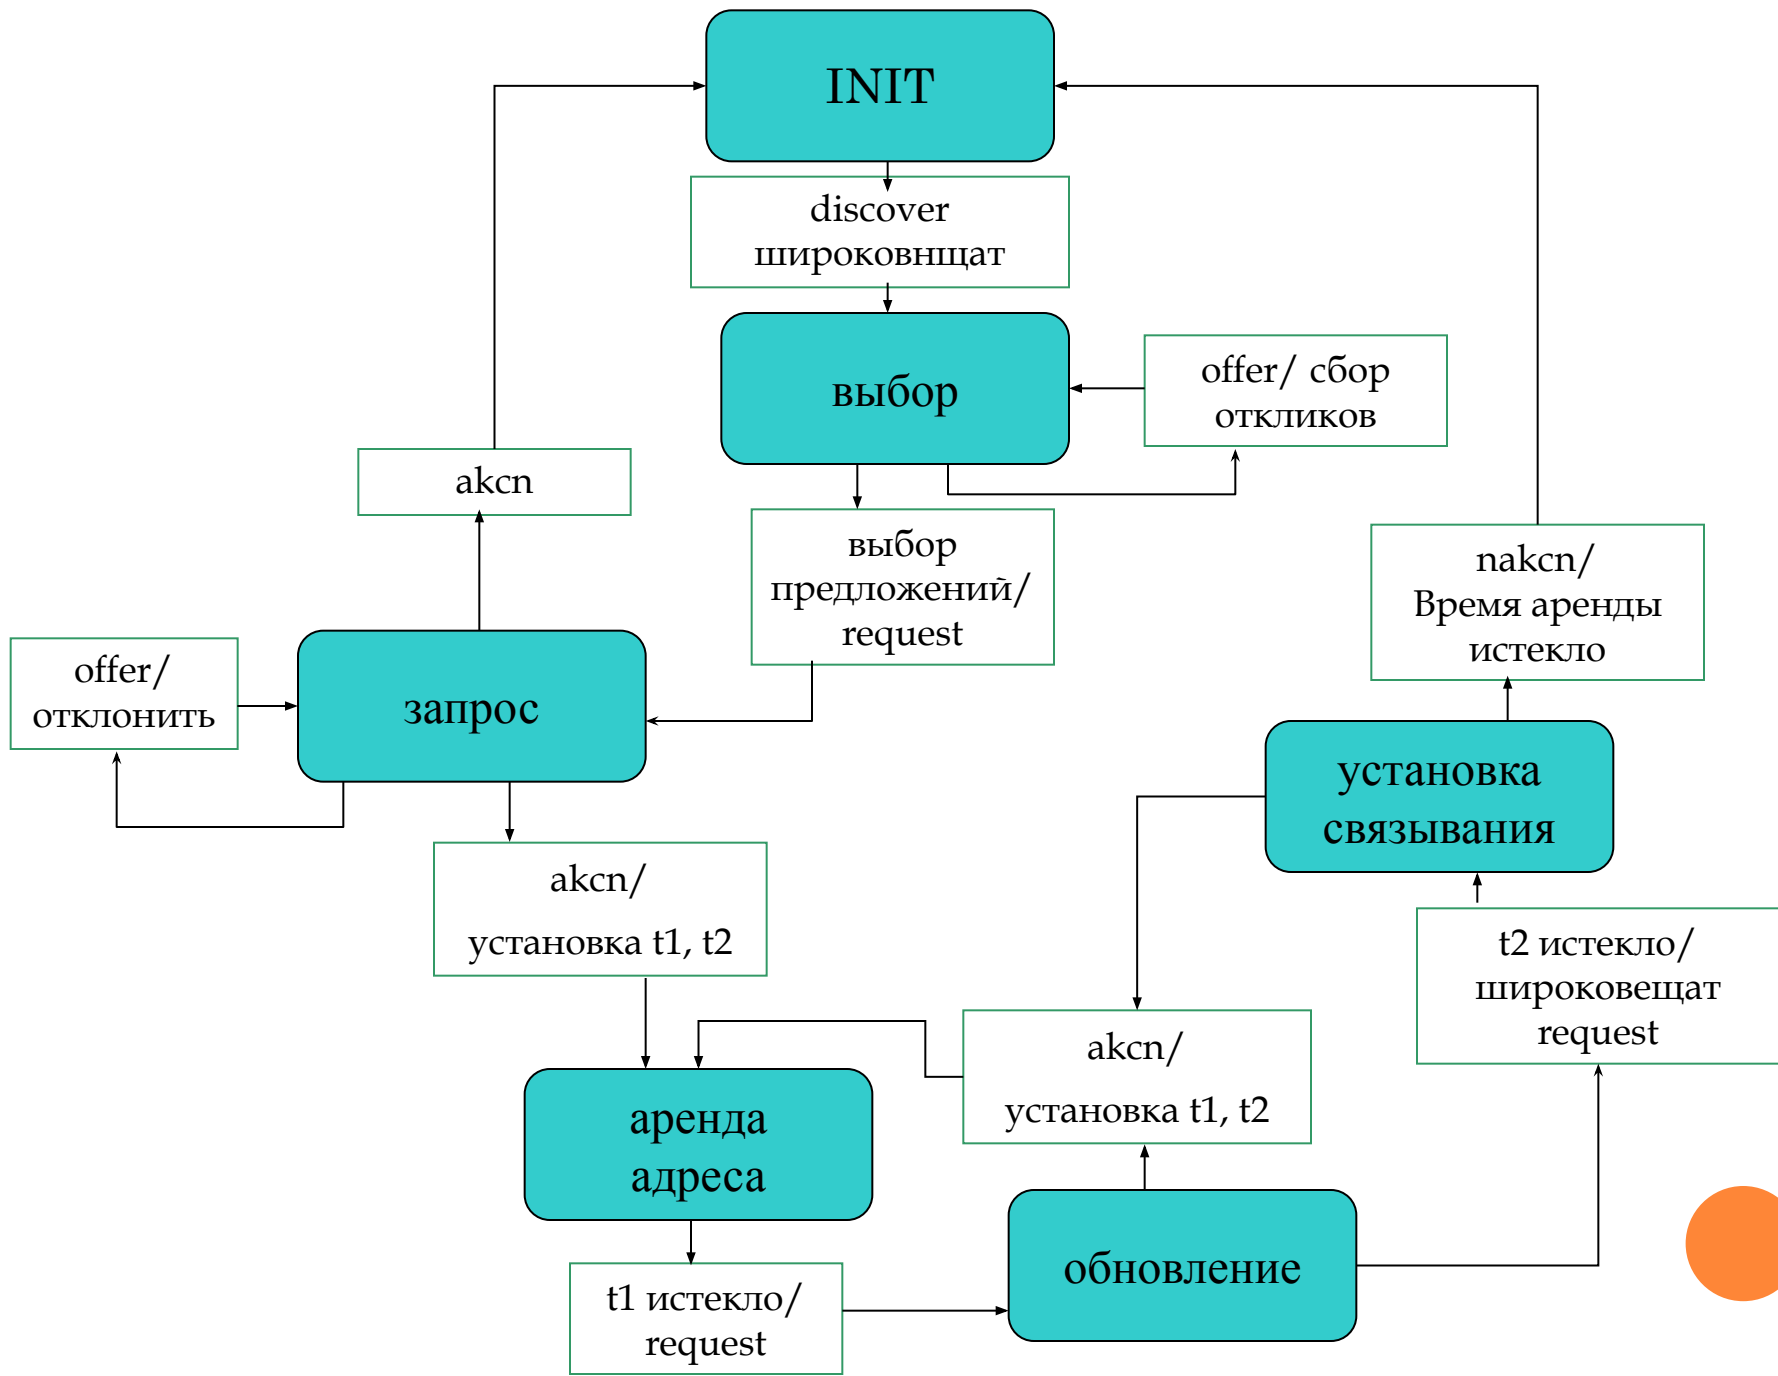 INIT
discover
широковнщат
выбор
offer/ сбор
откликов
akcn
выбор
предложений/
request
nakcn/
Время аренды
истекло
offer/
отклонить
запрос
установка
связывания
akcn/
установка t1, t2
t2 истекло/
широковещат
request
akcn/
установка t1, t2
аренда
адреса
обновление
t1 истекло/
request